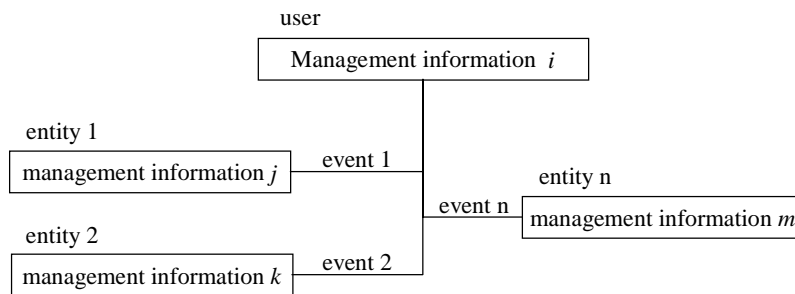 user
Management information i
entity 1
management information j
event 1
entity n
event n
management information m
entity 2
management information k
event 2